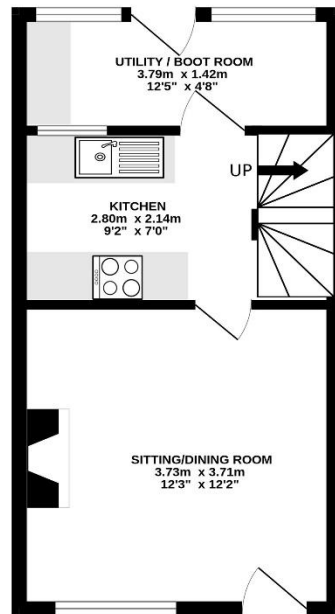 UTILITY / BOOT ROOM
3.79m x 1.42m
12'5" x 4'8"
UP
KITCHEN
2.80m x 2.14m
9'2" x 7'0"
SITTING/DINING ROOM
3.73m x 3.71m
12'3" x 12'2"